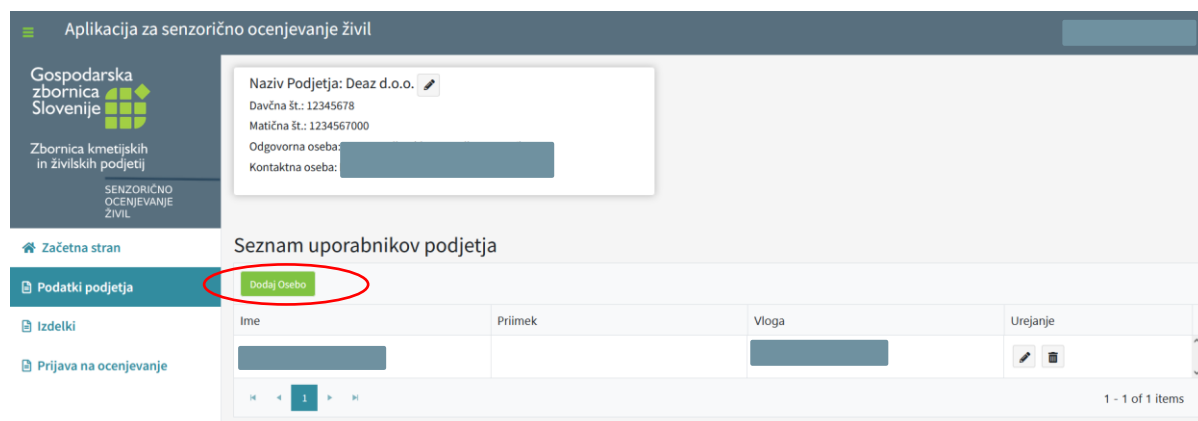 Aplikacija za senzorično ocenjevanje živil
Gospodarska
zbornica
Slovenije
Zbornica kmetijskih
in živilskih podjetij
SENZORIČNO
OCENJEVANJE
ŽIVIL
Začetna stran
Podatki podjetja
Izdelki
Prijava na ocenjevanje
Naziv Podjetja: Deaz d.o.o.
Davčna št.: 12345678
Matična št.: 1234567000
Odgovorna oseba:
Kontaktna oseba:
Seznam uporabnikov podjetja
Dodaj Osebo
Ime Priimek Vloga Urejanje
1 1 - 1 of 1 items